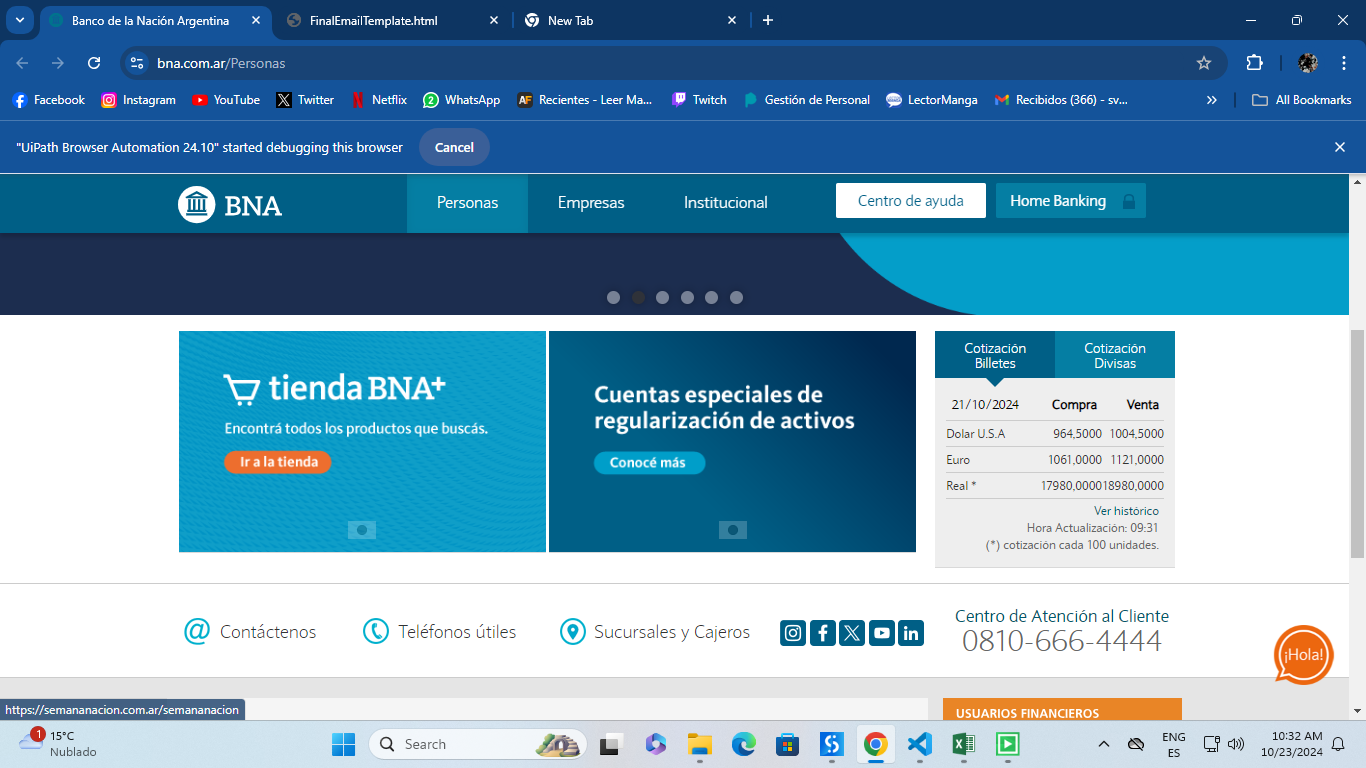 Banco de la Nación Argentina
FinalEmailTemplate.html
New Tab
bna.com.ar/Personas
Facebook
Instagram
YouTube
Twitter
Netflix
WhatsApp
Recientes - Leer Ma...
Twitch
Gestión de Personal
LectorManga
Recibidos (366) - sv...
All Bookmarks
"UiPath Browser Automation 24.10" started debugging this browser
Cancel
BNA
Personas
Empresas
Institucional
Centro de ayuda
Home Banking
tienda BNA+
Encontrá todos los productos que buscás.
Ir a la tienda
Cuentas especiales de
regularización de activos
Conocé más
Cotización
Billetes
Cotización
Divisas
21/10/2024 Compra Venta
Dolar U.S.A 964,5000 1004,5000
Euro 1061,0000 1121,0000
Real * 17980,0000 18980,0000
Ver histórico
Hora Actualización: 09:31
(*) cotización cada 100 unidades.
Contáctenos
Teléfonos útiles
Sucursales y Cajeros
Centro de Atención al Cliente
0810-666-4444
¡Hola!
https://semananacion.com.ar/semananacion
USUARIOS FINANCIEROS
1
15°C
Nublado
Search
ENG
ES
10:32 AM
10/23/2024